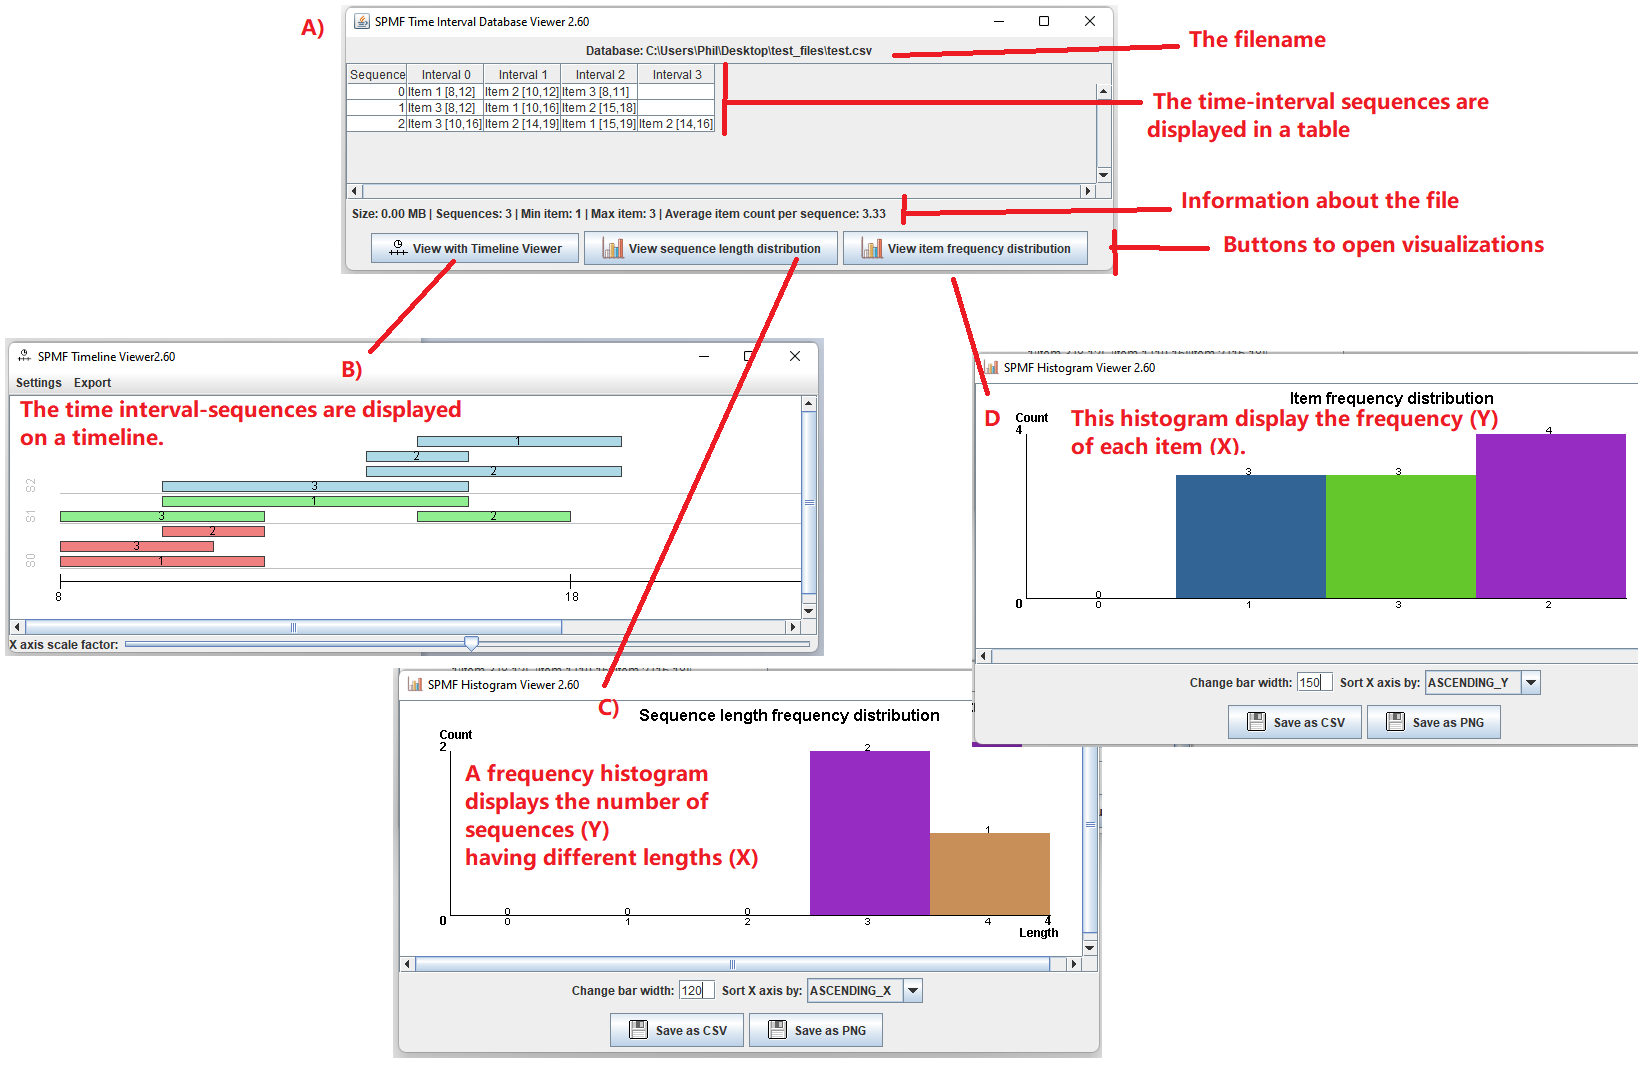 A)
SPMF Time Interval Database Viewer 2.60
Database: C:\Users\Phil\Desktop\test_files\test.csv
The filename
Sequence Interval 0 Interval 1 Interval 2 Interval 3
0 Item 1 [8,12] Item 2 [10,12] Item 3 [8,11]
1 Item 3 [8,12] Item 1 [10,16] Item 2 [15,18]
2 Item 3 [10,16] Item 2 [14,19] Item 1 [15,19] Item 2 [14,16]
The time-interval sequences are
displayed in a table
Size: 0.00 MB | Sequences: 3 | Min item: 1 | Max item: 3 | Average item count per sequence: 3.33
Information about the file
View with Timeline Viewer View sequence length distribution View item frequency distribution
Buttons to open visualizations
B)
SPMF Timeline Viewer2.60
Settings Export
The time interval-sequences are displayed
on a timeline.
1
2
2
S2 3
1
S1 3 2
2
3
S0 1
8 18
X axis scale factor:
SPMF Histogram Viewer 2.60
Item frequency distribution
D
Count
4
This histogram display the frequency (Y)
of each item (X).
4
3 3
0
0
0 1 3 2
Change bar width: 150 Sort X axis by: ASCENDING_Y
Save as CSV Save as PNG
SPMF Histogram Viewer 2.60
C)
Sequence length frequency distribution
Count
2
2
A frequency histogram
displays the number of
sequences (Y)
having different lengths (X)
1
0 0 0
0
0 1 2 3 4 4
Length
Change bar width: 120 Sort X axis by: ASCENDING_X
Save as CSV Save as PNG